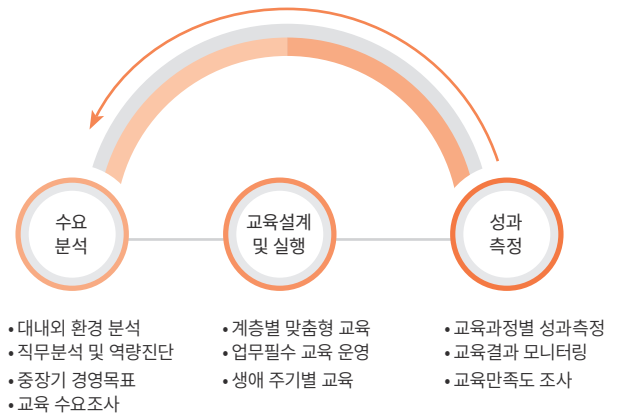 수요
분석
교육설계
및 실행
성과
측정
• 대내외 환경 분석
• 직무분석 및 역량진단
• 중장기 경영목표
• 교육 수요조사
• 계층별 맞춤형 교육
• 업무필수 교육 운영
• 생애 주기별 교육
• 교육과정별 성과측정
• 교육결과 모니터링
• 교육만족도 조사